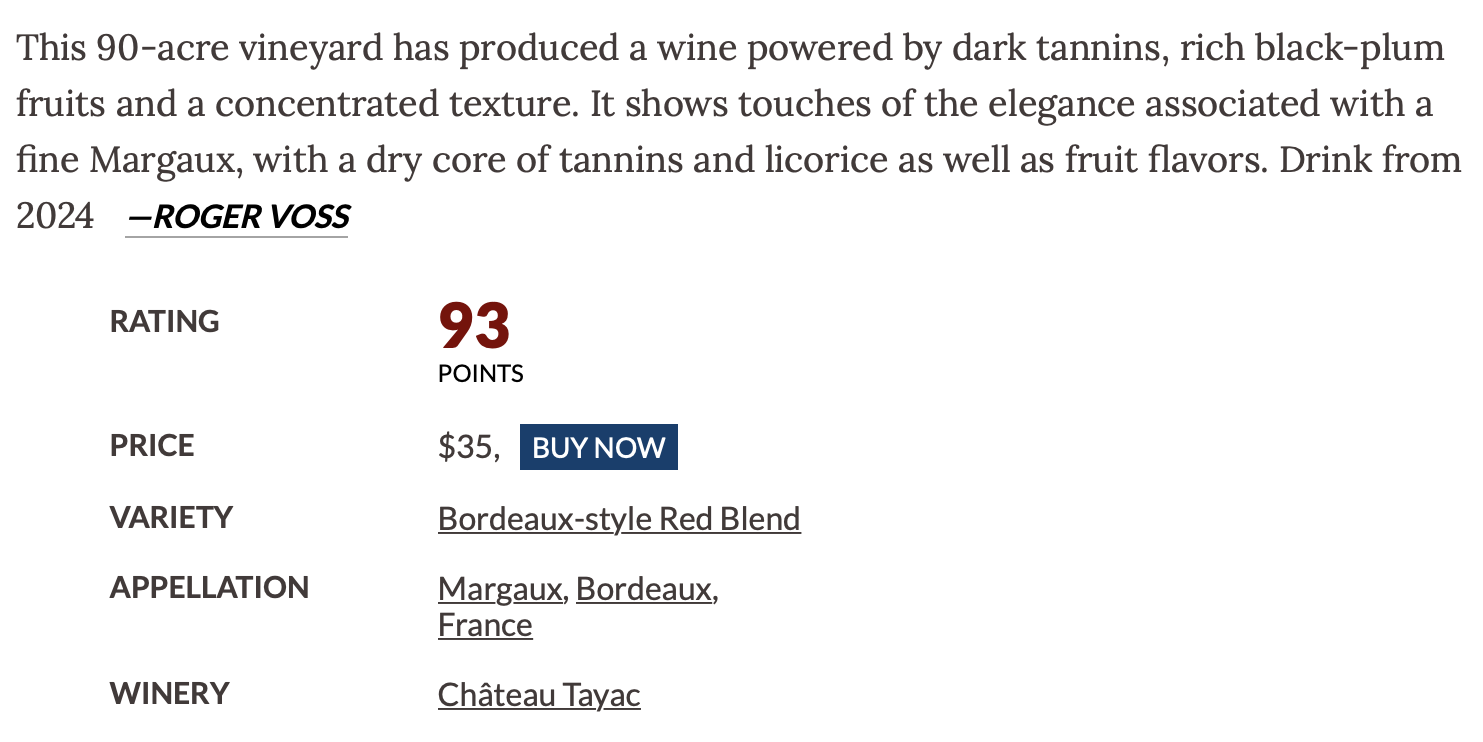 This 90-acre vineyard has produced a wine powered by dark tannins, rich black-plum
fruits and a concentrated texture. It shows touches of the elegance associated with a
fine Margaux, with a dry core of tannins and licorice as well as fruit flavors. Drink from
2024 —ROGER VOSS
RATING 93
POINTS
PRICE $35, BUY NOW
VARIETY Bordeaux-style Red Blend
APPELLATION Margaux, Bordeaux,
France
WINERY Château Tayac